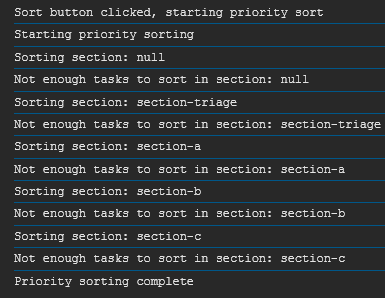 Sort button clicked, starting priority sort
Starting priority sorting
Sorting section: null
Not enough tasks to sort in section: null
Sorting section: section-triage
Not enough tasks to sort in section: section-triage
Sorting section: section-a
Not enough tasks to sort in section: section-a
Sorting section: section-b
Not enough tasks to sort in section: section-b
Sorting section: section-c
Not enough tasks to sort in section: section-c
Priority sorting complete